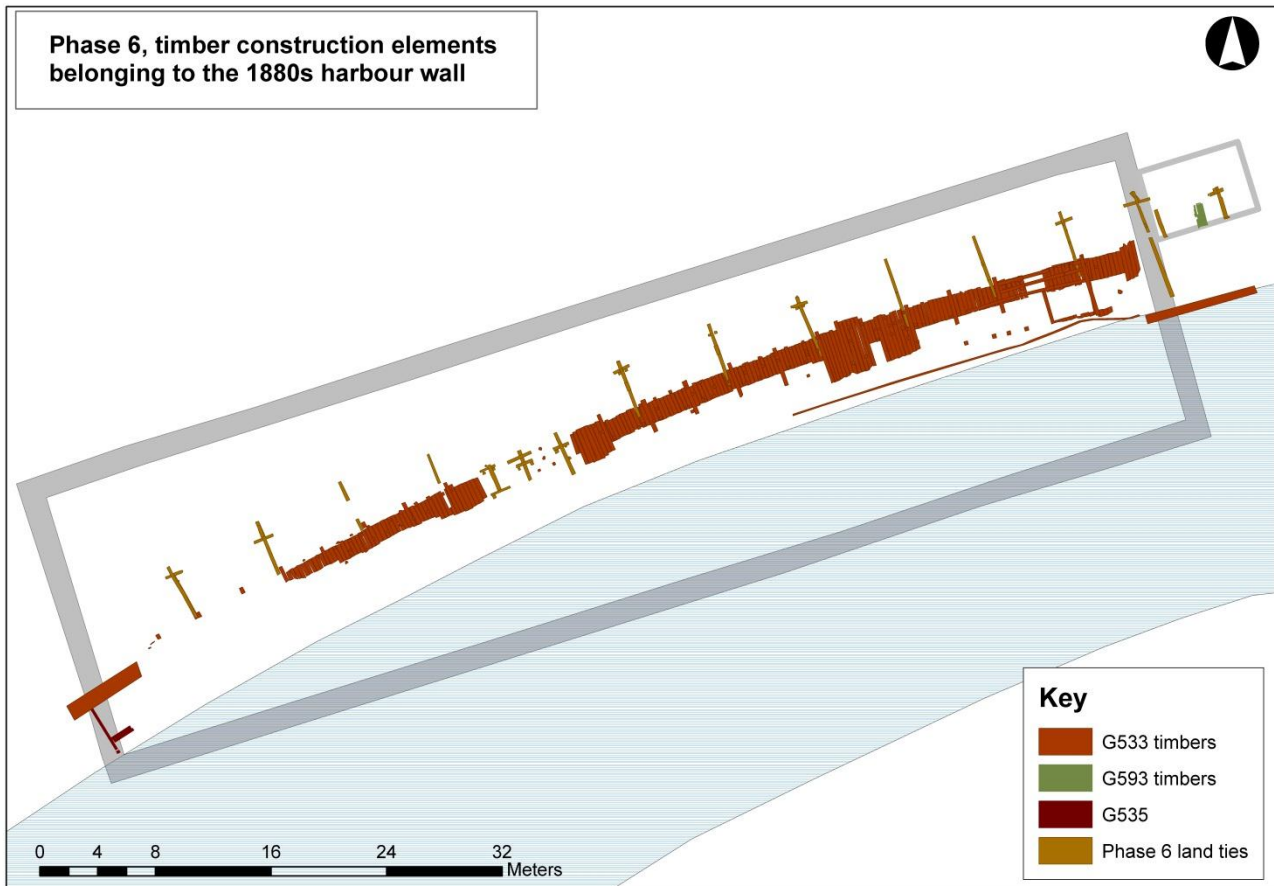 Phase 6, timber construction elements
belonging to the 1880s harbour wall
Key
G533 timbers
G593 timbers
G535
Phase 6 land ties
0 4 8 16 24 32
Meters